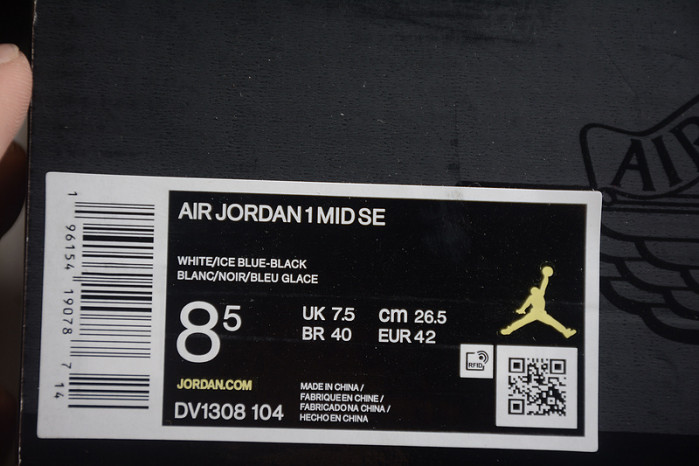 AIR
AIR JORDAN 1 MID SE
WHITE/ICE BLUE-BLACK
BLANC/NOIR/BLEU GLACE
8 5
UK 7.5 cm 26.5
BR 40 EUR 42
RFID
JORDAN.COM
DV1308 104
MADE IN CHINA /
FABRIQUE EN CHINE /
FABRICADO NA CHINA /
HECHO EN CHINA
1 96154 19078 7 14